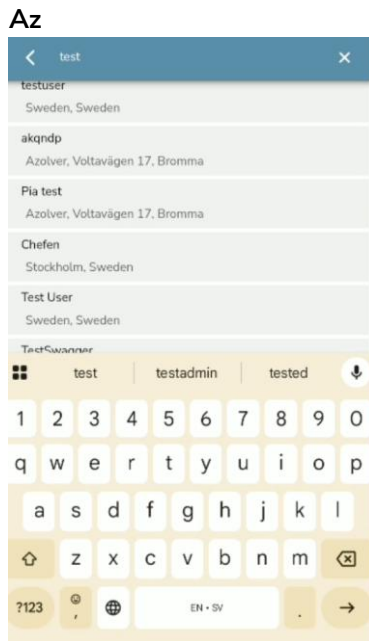 Az
test
testuser
Sweden, Sweden
akqndp
Azolver, Voltavägen 17, Bromma
Pia test
Azolver, Voltavägen 17, Bromma
Chefen
Stockholm, Sweden
Test User
Sweden, Sweden
TestSwagger
test testadmin tested
1 2 3 4 5 6 7 8 9 0
q w e r t y u i o p
a s d f g h j k l
z x c v b n m
?123 , EN • SV .